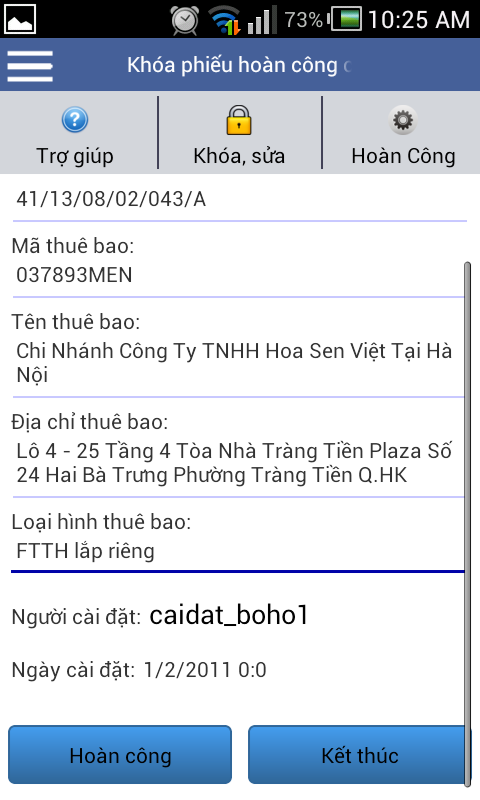 73% 10:25 AM
Khóa phiếu hoàn công
Trợ giúp
Khóa, sửa
Hoàn Công
41/13/08/02/043/A
Mã thuê bao:
037893MEN
Tên thuê bao:
Chi Nhánh Công Ty TNHH Hoa Sen Việt Tại Hà
Nội
Địa chỉ thuê bao:
Lô 4 - 25 Tầng 4 Tòa Nhà Tràng Tiền Plaza Số
24 Hai Bà Trưng Phường Tràng Tiền Q.HK
Loại hình thuê bao:
FTTH lắp riêng
Người cài đặt: caidat_boho1
Ngày cài đặt: 1/2/2011 0:0
Hoàn công
Kết thúc